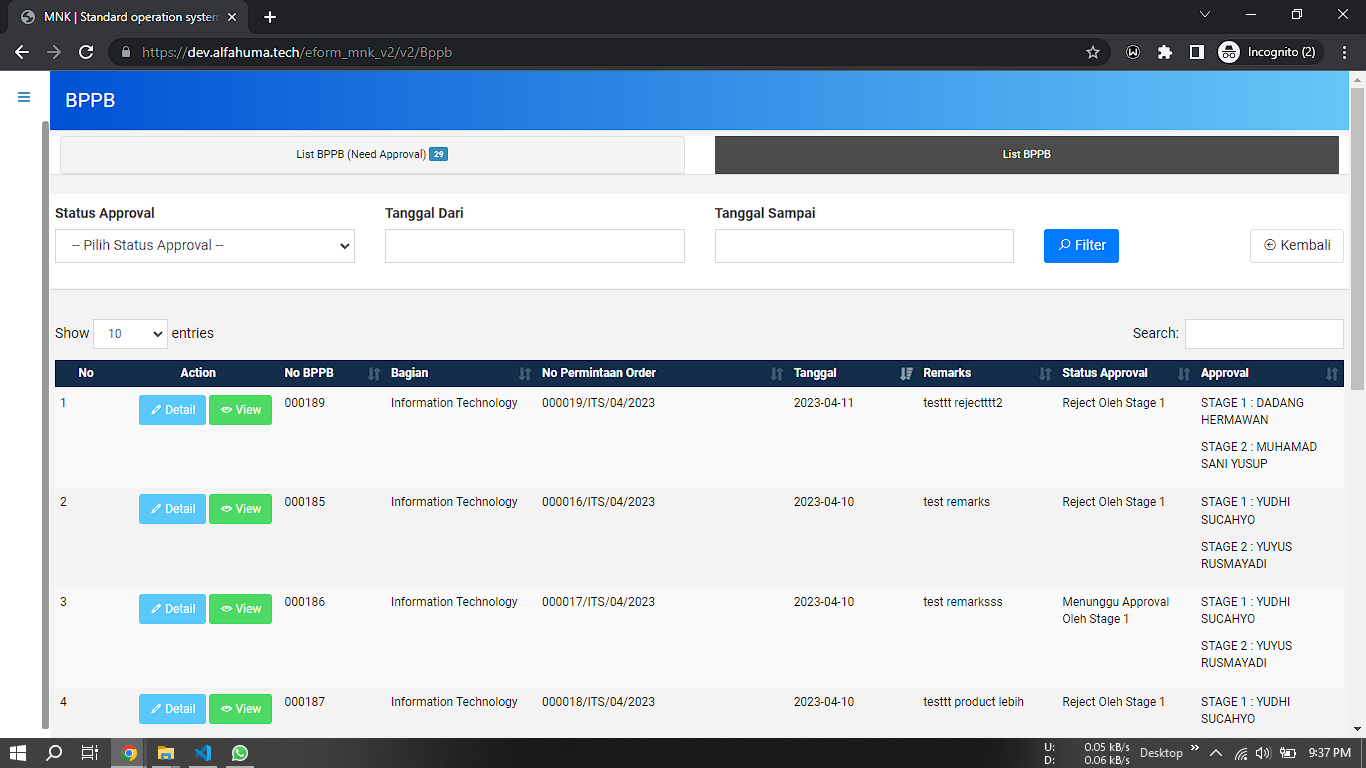 MNK | Standard operation system
https://dev.alfahuma.tech/eform_mnk_v2/v2/Bppb
Incognito (2)
BPPB
List BPPB (Need Approval) 29
List BPPB
Status Approval
Tanggal Dari
Tanggal Sampai
-- Pilih Status Approval --
Filter
Kembali
Show 10 entries
Search:
No Action No BPPB Bagian No Permintaan Order Tanggal Remarks Status Approval Approval
1 Detail View 000189 Information Technology 000019/ITS/04/2023 2023-04-11 testtt rejectttt2 Reject Oleh Stage 1 STAGE 1 : DADANG
HERMAWAN
STAGE 2 : MUHAMAD
SANI YUSUP
2 Detail View 000185 Information Technology 000016/ITS/04/2023 2023-04-10 test remarks Reject Oleh Stage 1 STAGE 1 : YUDHI
SUCAHYO
STAGE 2 : YUYUS
RUSMAYADI
3 Detail View 000186 Information Technology 000017/ITS/04/2023 2023-04-10 test remarksss Menunggu Approval STAGE 1 : YUDHI
Oleh Stage 1 SUCAHYO
STAGE 2 : YUYUS
RUSMAYADI
4 Detail View 000187 Information Technology 000018/ITS/04/2023 2023-04-10 testtt product lebih Reject Oleh Stage 1 STAGE 1 : YUDHI
SUCAHYO
U: 0.05 kB/s
D: 0.06 kB/s
Desktop
9:37 PM